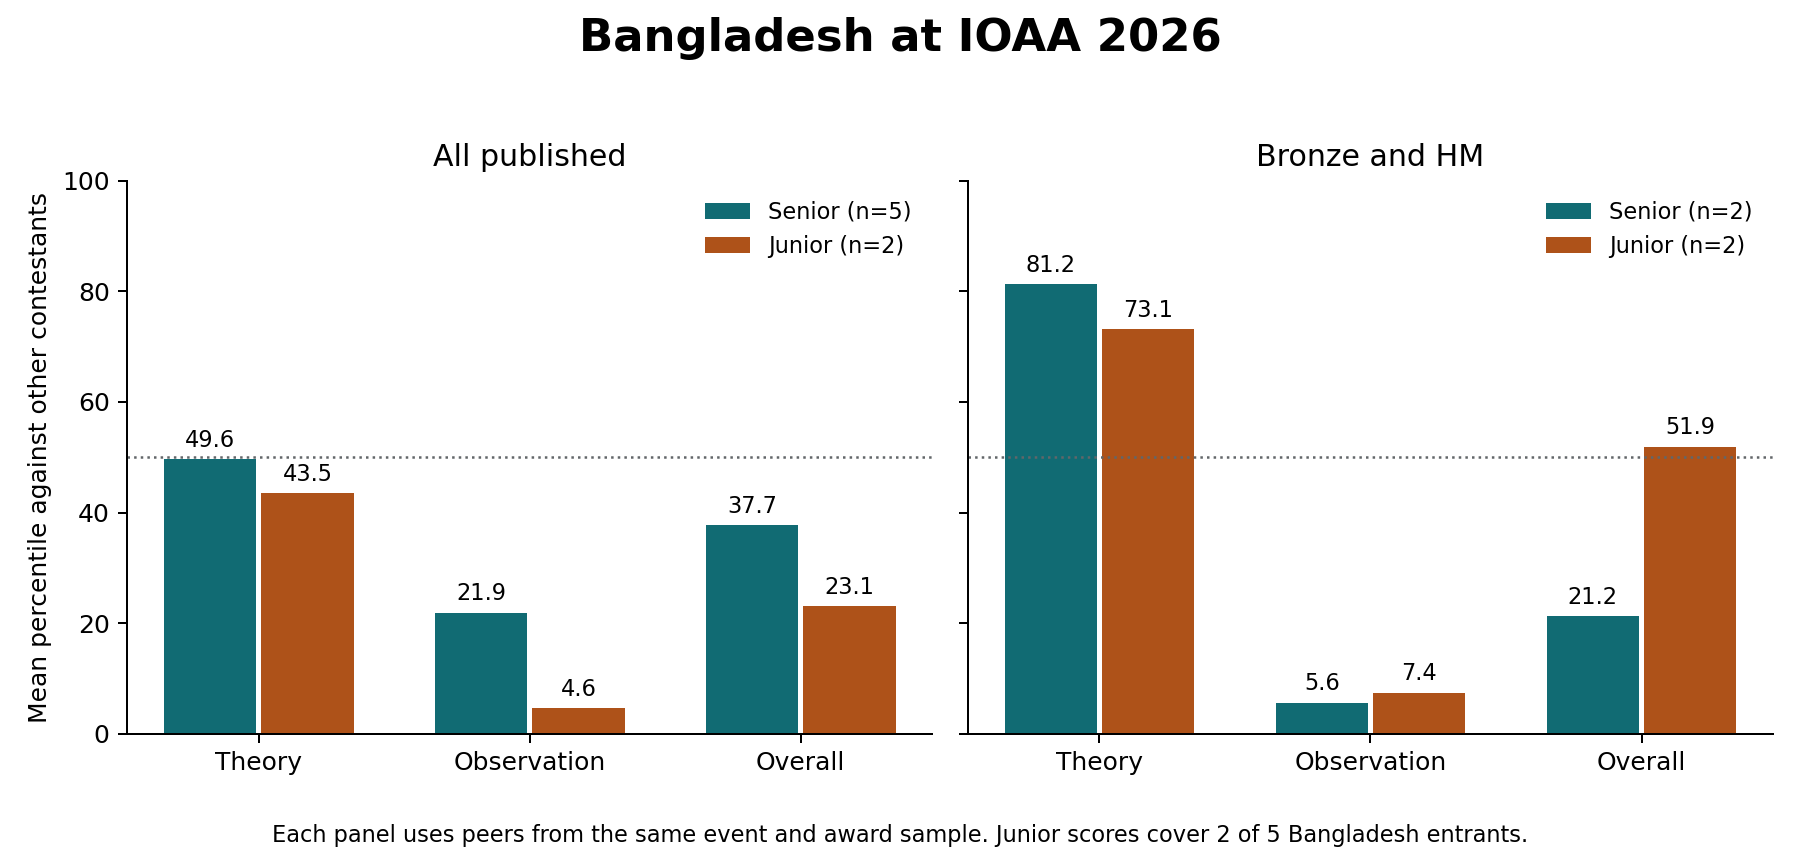 Bangladesh at IOAA 2026
All published
Mean percentile against other contestants
100
80
60
40
20
0
Senior (n=5)
Junior (n=2)
49.6
43.5
21.9
4.6
37.7
23.1
Theory
Observation
Overall
Bronze and HM
Senior (n=2)
Junior (n=2)
81.2
73.1
5.6
7.4
21.2
51.9
Theory
Observation
Overall
Each panel uses peers from the same event and award sample. Junior scores cover 2 of 5 Bangladesh entrants.